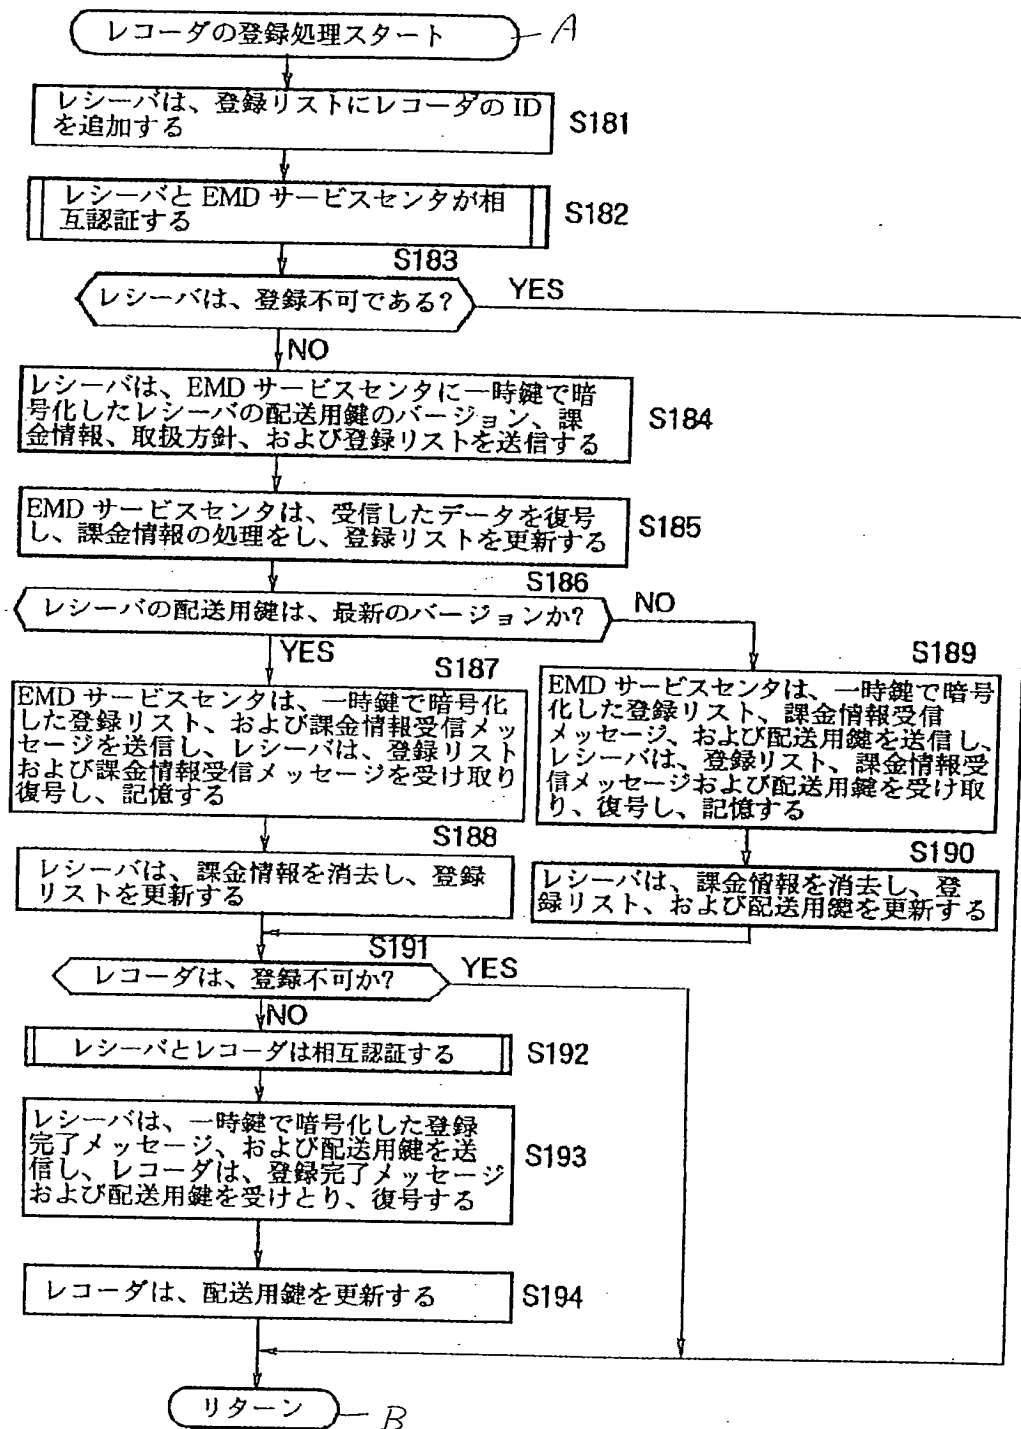 レコーダの登録処理スタート
A
レシーバは、登録リストにレコーダの ID
を追加する
S181
レシーバと EMD サービスセンタが相
互認証する
S182
S183
レシーバは、登録不可である?
YES
NO
レシーバは、EMD サービスセンタに一時鍵で暗
号化したレシーバの配送用鍵のバージョン、課
金情報、取扱方針、および登録リストを送信する
S184
EMD サービスセンタは、受信したデータを復号
し、課金情報の処理をし、登録リストを更新する
S185
S186
レシーバの配送用鍵は、最新のバージョンか?
NO
YES
S187
EMD サービスセンタは、一時鍵で暗号化
した登録リスト、および課金情報受信メッ
セージを送信し、レシーバは、登録リスト
および課金情報受信メッセージを受け取り
復号し、記憶する
S189
EMD サービスセンタは、一時鍵で暗号
化した登録リスト、課金情報受信
メッセージ、および配送用鍵を送信し、
レシーバは、登録リスト、課金情報受
信メッセージおよび配送用鍵を受け取
り、復号し、記憶する
S188
レシーバは、課金情報を消去し、登録
リストを更新する
S190
レシーバは、課金情報を消去し、登
録リスト、および配送用鍵を更新する
S191
レコーダは、登録不可か?
YES
NO
レシーバとレコーダは相互認証する
S192
レシーバは、一時鍵で暗号化した登録
完了メッセージ、および配送用鍵を送
信し、レコーダは、登録完了メッセージ
および配送用鍵を受けとり、復号する
S193
レコーダは、配送用鍵を更新する
S194
リターン
B